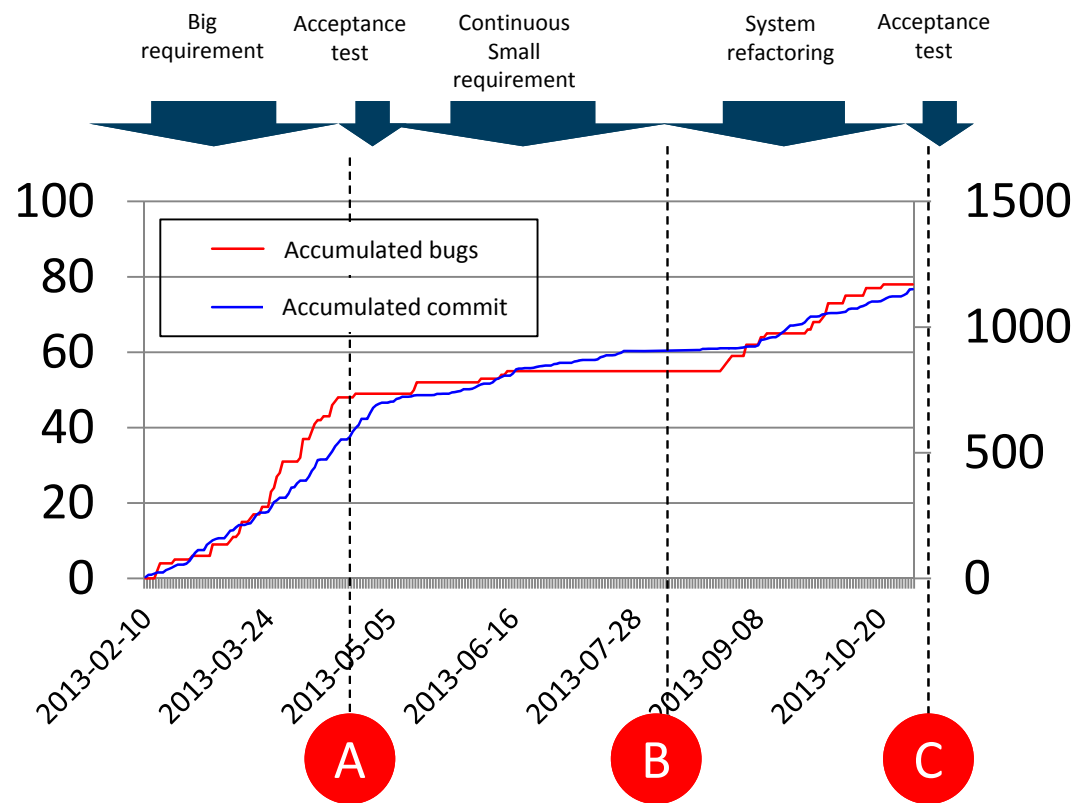 Big
requirement
Acceptance
test
Continuous
Small
requirement
System
refactoring
Acceptance
test
100
80
60
40
20
0
1500
1000
500
0
Accumulated bugs
Accumulated commit
2013-02-10
2013-03-24
2013-05-05
2013-06-16
2013-07-28
2013-09-08
2013-10-20
A
B
C